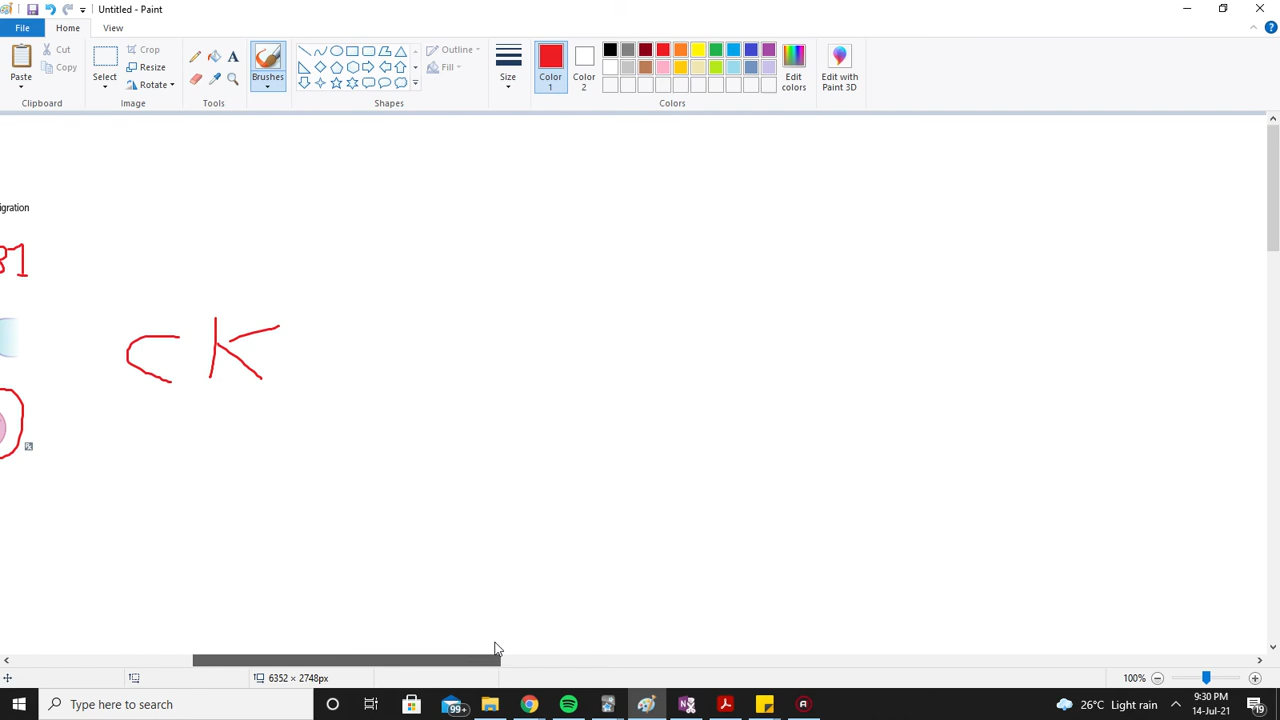 Untitled - Paint
File Home View
Paste Cut Copy Clipboard
Select Crop Resize Rotate Image
Tools
Brushes
Shapes Outline Fill
Size
Color 1
Color 2
Colors
Edit colors
Edit with Paint 3D
igration
81
C K
6352 × 2748px
100%
Type here to search
99+
26°C Light rain
9:30 PM
14-Jul-21
19